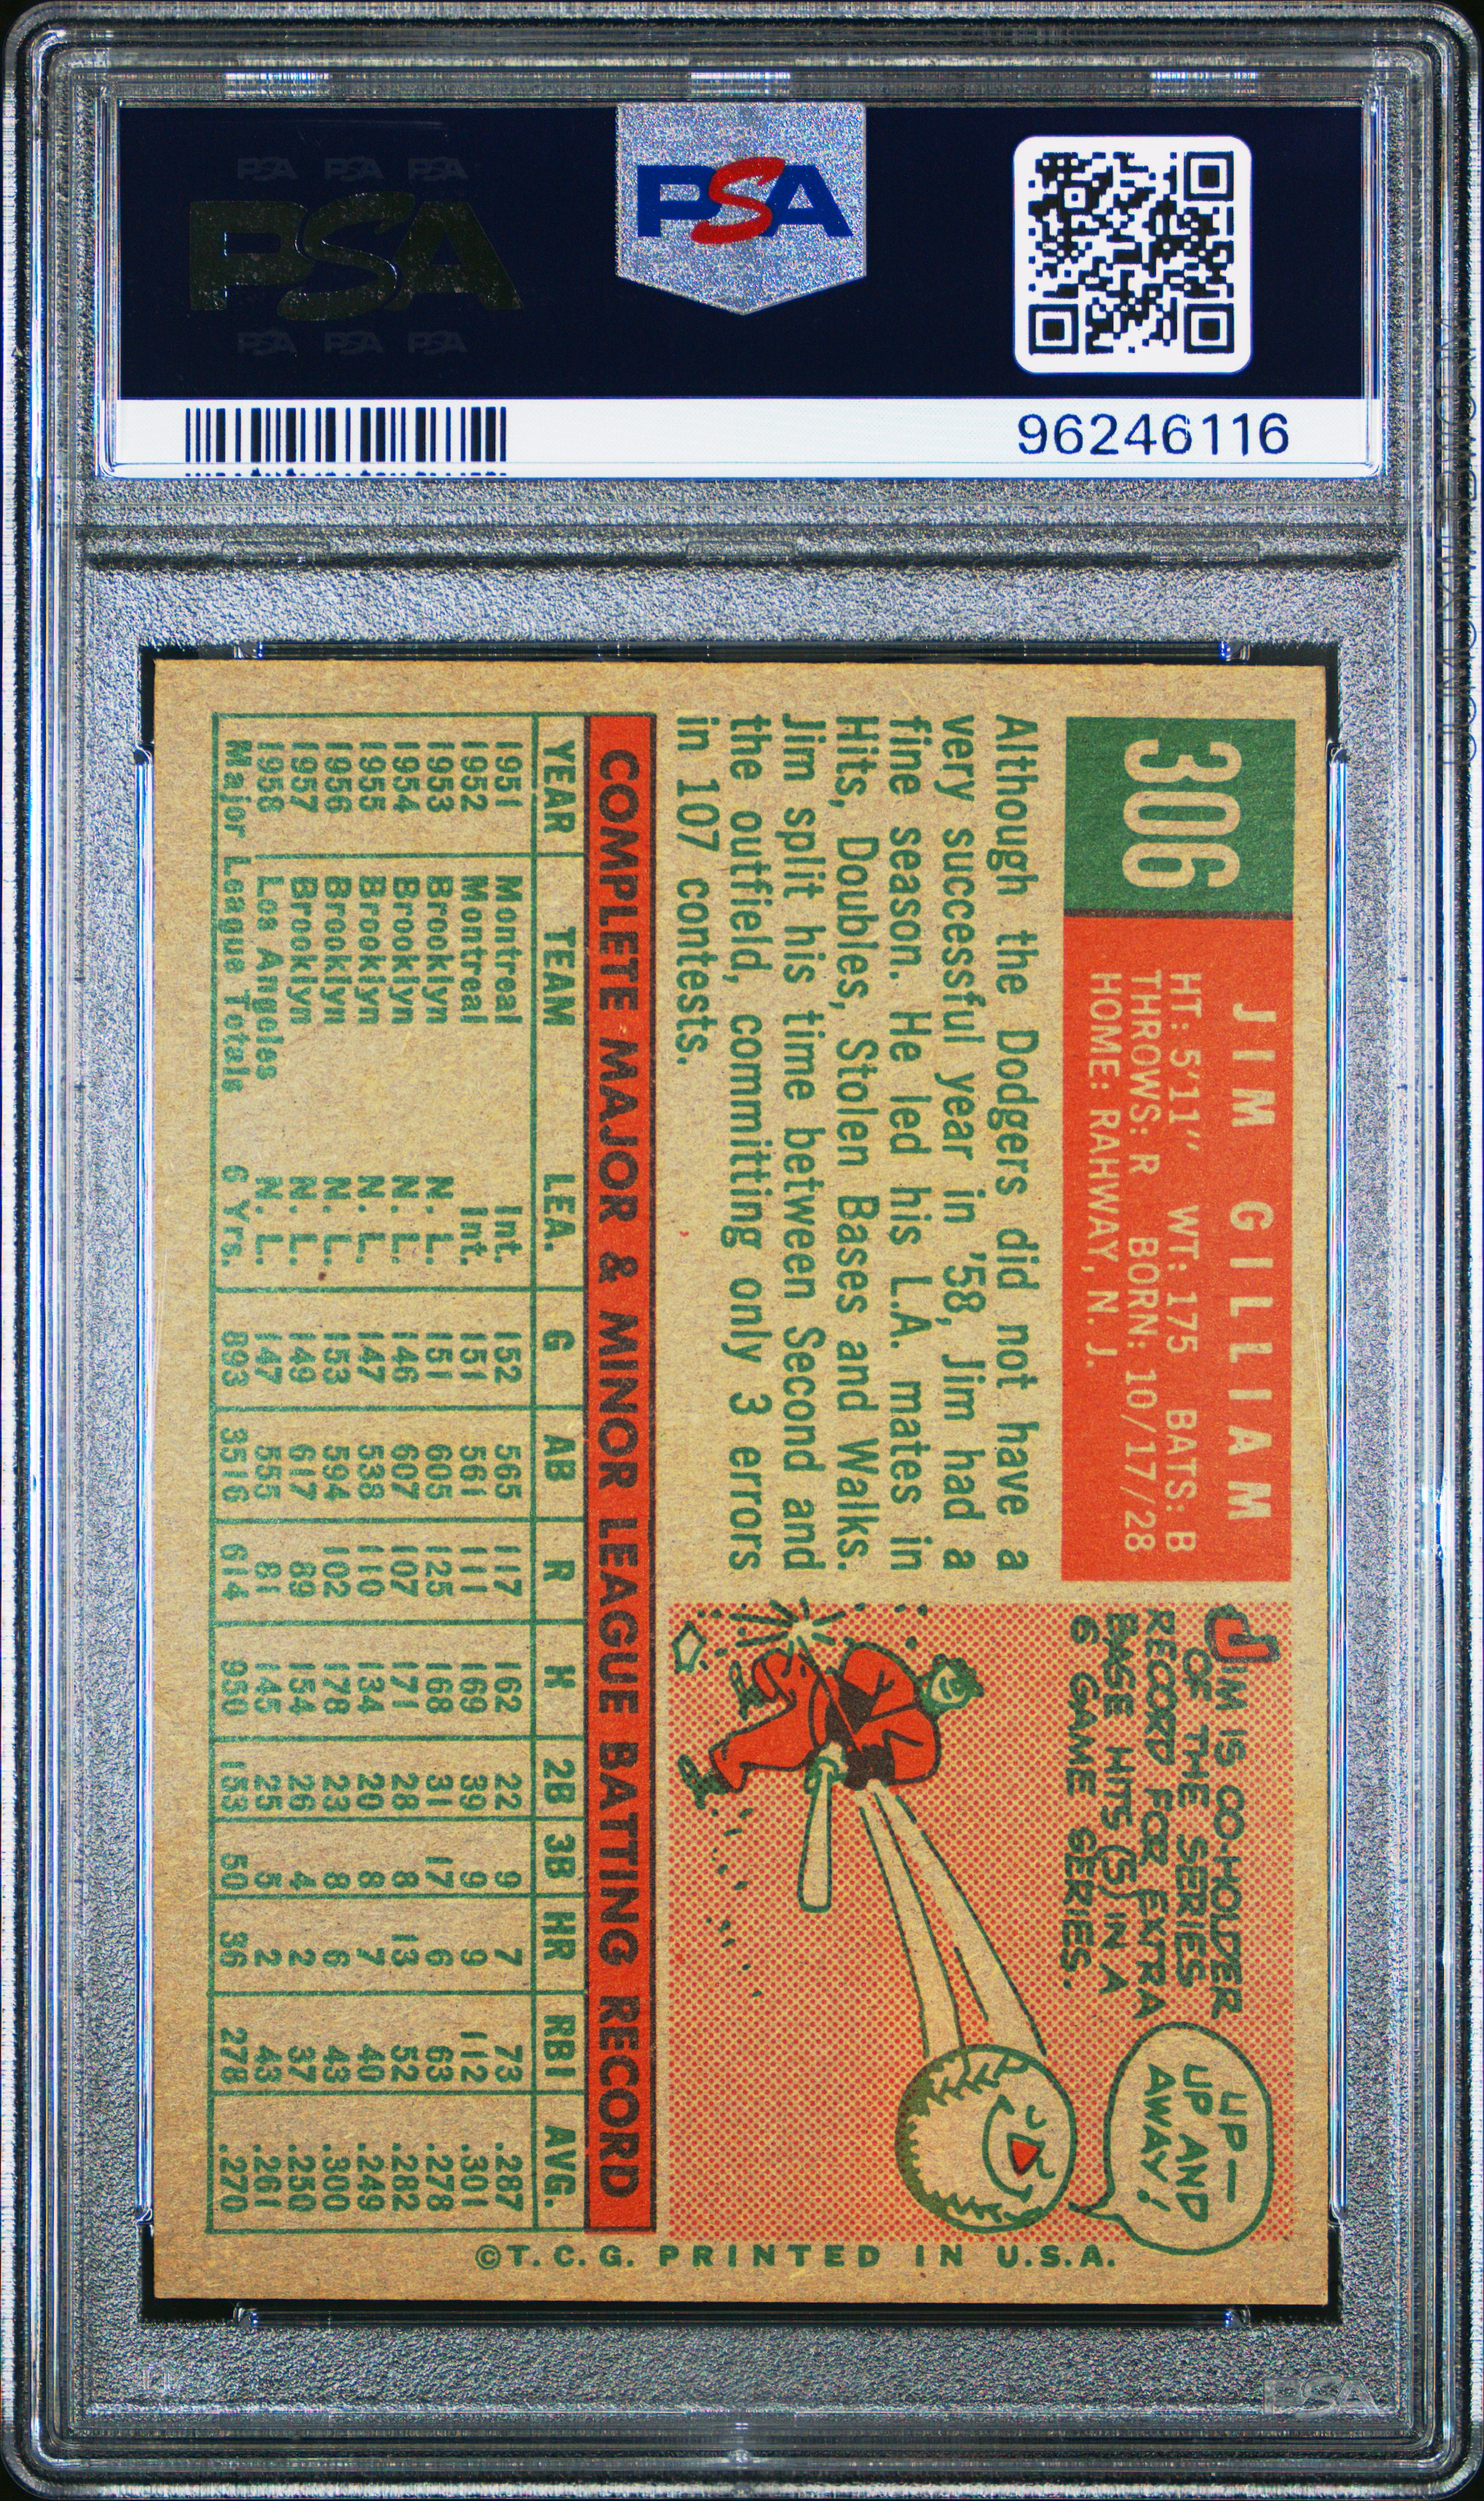 PSA PSA PSA
PSA
PSA PSA PSA
PSA
96246116
306
JIM GILLIAM
HT: 5'11" WT: 175 BATS: B
THROWS: R BORN: 10/17/28
HOME: RAHWAY, N. J.
Although the Dodgers did not have a
very successful year in '58, Jim had a
fine season. He led his L.A. mates in
Hits, Doubles, Stolen Bases and Walks.
Jim split his time between Second and
the outfield, committing only 3 errors
in 107 contests.
JIM IS CO-HOLDER
OF THE SERIES
RECORD FOR EXTRA
BASE HITS (5) IN A
6 GAME SERIES.
UP—
UP AND
AWAY!
COMPLETE MAJOR & MINOR LEAGUE BATTING RECORD
YEAR TEAM LEA. G AB R H 2B 3B HR RBI AVG.
1951 Montreal Int. 152 565 117 162 22 9 7 73 .287
1952 Montreal Int. 151 561 111 169 39 9 9 112 .301
1953 Brooklyn N. L. 151 605 125 168 31 17 6 63 .278
1954 Brooklyn N. L. 146 607 107 171 28 8 13 52 .282
1955 Brooklyn N. L. 147 538 110 134 20 8 7 40 .249
1956 Brooklyn N. L. 153 594 102 178 23 8 6 43 .300
1957 Brooklyn N. L. 149 617 89 154 26 4 2 37 .250
1958 Los Angeles N. L. 147 555 81 145 25 5 2 43 .261
Major League Totals 6 Yrs. 893 3516 614 950 153 50 36 278 .270
©T. C. G. PRINTED IN U.S.A.
PSA